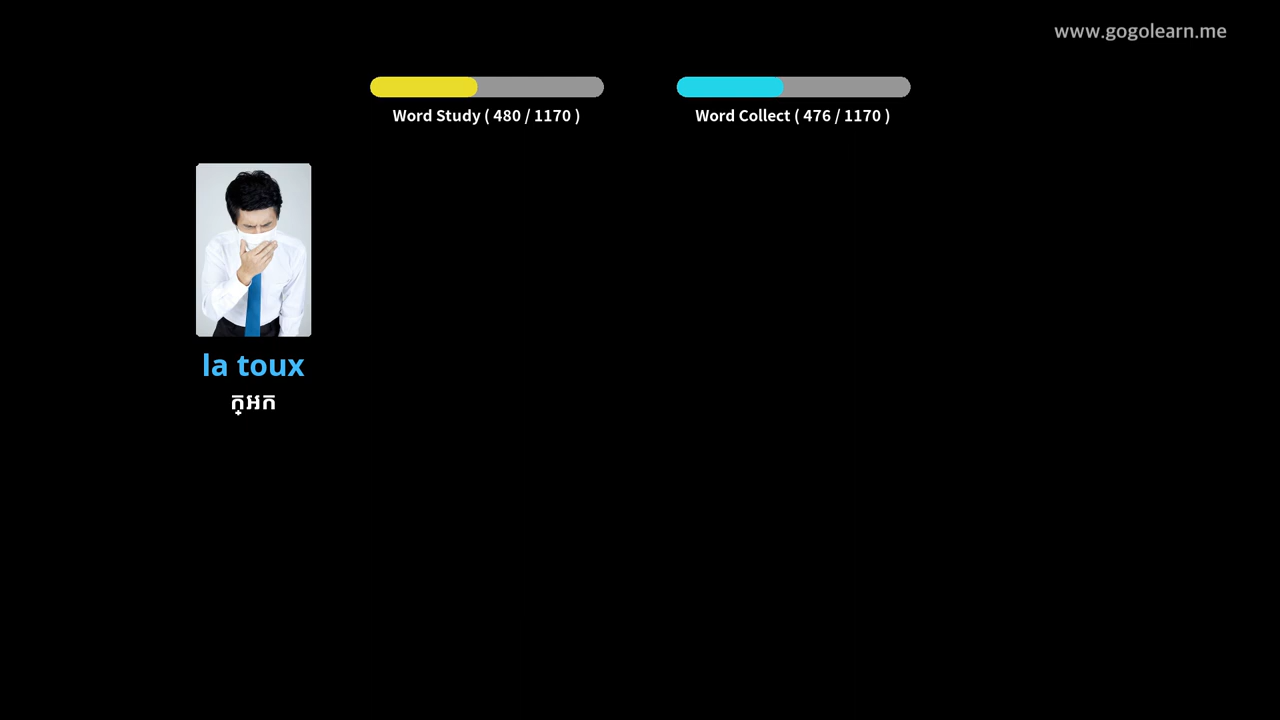 www.gogolearn.me
Word Study ( 480 / 1170 )
Word Collect ( 476 / 1170 )
la toux
ក្អក